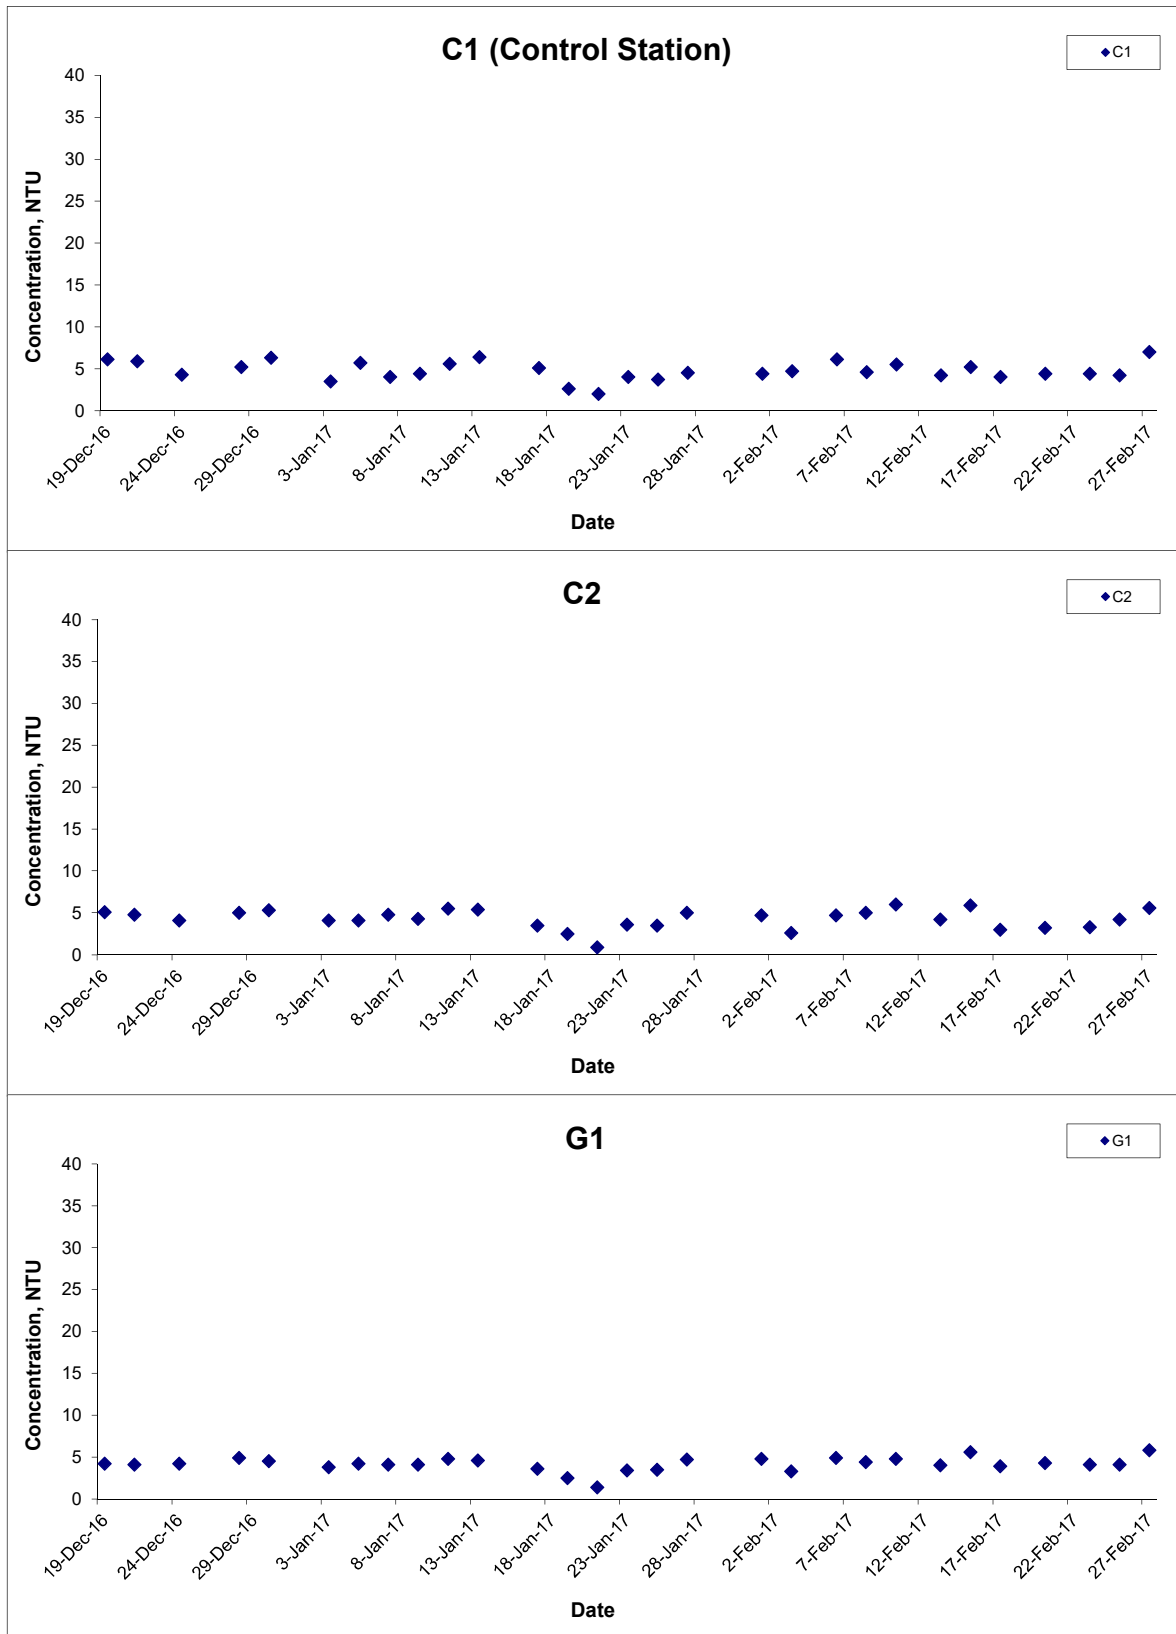 C1 (Control Station)
C1
Concentration, NTU
40
35
30
25
20
15
10
5
0
19-Dec-16
24-Dec-16
29-Dec-16
3-Jan-17
8-Jan-17
13-Jan-17
18-Jan-17
23-Jan-17
28-Jan-17
2-Feb-17
7-Feb-17
12-Feb-17
17-Feb-17
22-Feb-17
27-Feb-17
Date
C2
C2
Concentration, NTU
40
35
30
25
20
15
10
5
0
19-Dec-16
24-Dec-16
29-Dec-16
3-Jan-17
8-Jan-17
13-Jan-17
18-Jan-17
23-Jan-17
28-Jan-17
2-Feb-17
7-Feb-17
12-Feb-17
17-Feb-17
22-Feb-17
27-Feb-17
Date
G1
G1
Concentration, NTU
40
35
30
25
20
15
10
5
0
19-Dec-16
24-Dec-16
29-Dec-16
3-Jan-17
8-Jan-17
13-Jan-17
18-Jan-17
23-Jan-17
28-Jan-17
2-Feb-17
7-Feb-17
12-Feb-17
17-Feb-17
22-Feb-17
27-Feb-17
Date